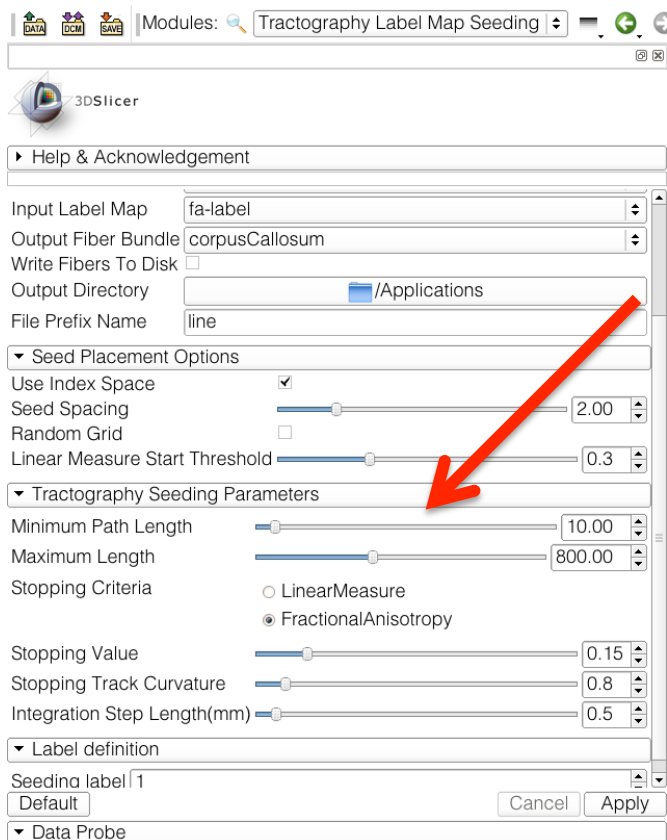 DATA DCM SAVE Modules: Tractography Label Map Seeding
3DSlicer
Help & Acknowledgement
Input Label Map fa-label
Output Fiber Bundle corpusCallosum
Write Fibers To Disk
Output Directory /Applications
File Prefix Name line
Seed Placement Options
Use Index Space
Seed Spacing 2.00
Random Grid
Linear Measure Start Threshold 0.3
Tractography Seeding Parameters
Minimum Path Length 10.00
Maximum Length 800.00
Stopping Criteria LinearMeasure
FractionalAnisotropy
Stopping Value 0.15
Stopping Track Curvature 0.8
Integration Step Length(mm) 0.5
Label definition
Seeding label 1
Default Cancel Apply
Data Probe